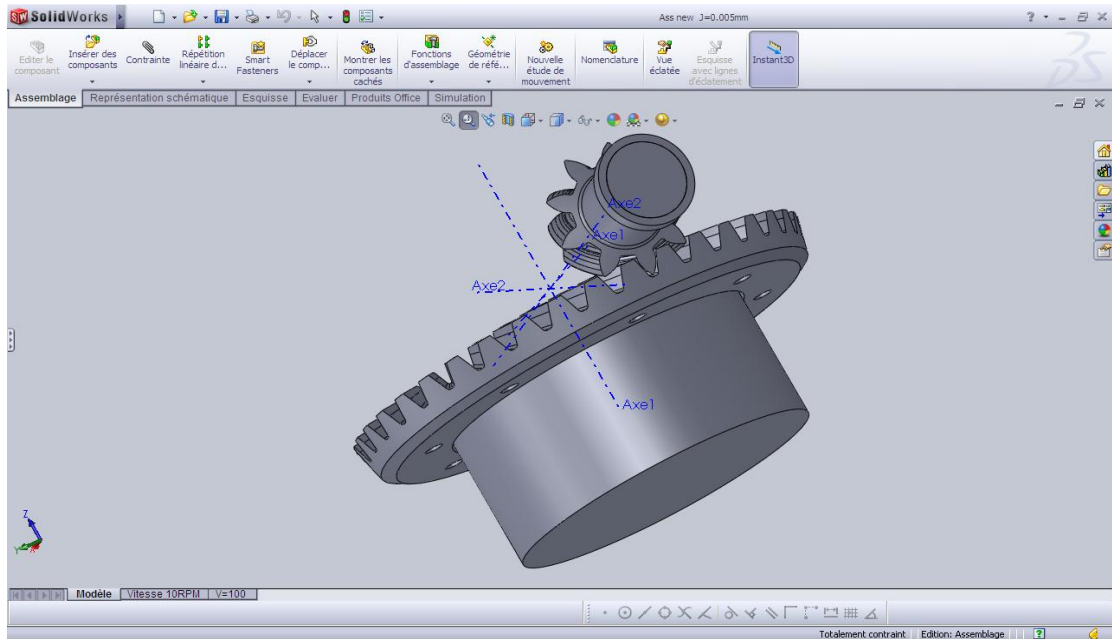 SolidWorks
Ass new J=0.005mm
Editer le composant
Insérer des composants
Contrainte
Répétition linéaire d...
Smart Fasteners
Déplacer le comp...
Montrer les composants cachés
Fonctions d'assemblage
Géométrie de réfé...
Nouvelle étude de mouvement
Nomenclature
Vue éclatée
Esquisse avec lignes d'éclatement
Instant3D
Assemblage Représentation schématique Esquisse Evaluer Produits Office Simulation
Axe2
Axe1
Axe2
Axe1
Z
Y
X
Modèle Vitesse 10RPM V=100
Totalement contraint Edition: Assemblage